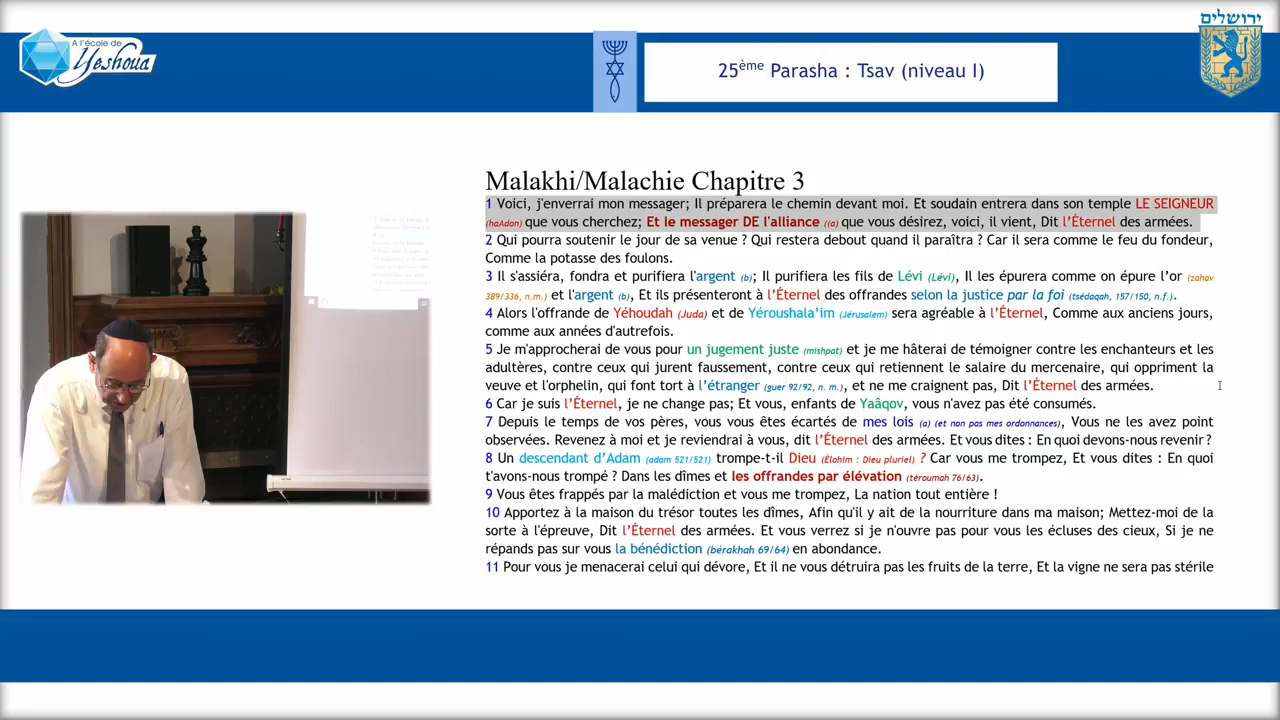 A l'école de
Yeshoua
25ème Parasha : Tsav (niveau I)
ירושלים
Malakhi/Malachie Chapitre 3
1 Voici, j'enverrai mon messager; Il préparera le chemin devant moi. Et soudain entrera dans son temple LE SEIGNEUR
(haAdon) que vous cherchez; Et le messager DE l'alliance ((a) que vous désirez, voici, il vient, Dit l'Éternel des armées.
2 Qui pourra soutenir le jour de sa venue ? Qui restera debout quand il paraîtra ? Car il sera comme la feu du fondeur,
Comme la potasse des foulons.
3 Il s'assiéra, fondra et purifiera l'argent (b); Il purifiera les fils de Lévi (Lévi), Il les épurera comme on épure l'or (zahav
389/336, n.m.) et l'argent (b), Et ils présenteront à l'Éternel des offrandes selon la justice par la foi (tsédaqah, 157/150, n.f.).
4 Alors l'offrande de Yéhoudah (Juda) et de Yéroushala'im (Jérusalem) sera agréable à l'Éternel, Comme aux anciens jours,
comme aux années d'autrefois.
5 Je m'approcherai de vous pour un jugement juste (mishpat) et je me hâterai de témoigner contre les enchanteurs et les
adultères, contre ceux qui jurent faussement, contre ceux qui retiennent le salaire du mercenaire, qui oppriment la
veuve et l'orphelin, qui font tort à l'étranger (guer 92/92, n. m.), et ne me craignent pas, Dit l'Éternel des armées.
6 Car je suis l'Éternel, je ne change pas; Et vous, enfants de Yaâqov, vous n'avez pas été consumés.
7 Depuis le temps de vos pères, vous vous êtes écartés de mes lois (a) (et non pas mes ordonnances), Vous ne les avez point
observées. Revenez à moi et je reviendrai à vous, dit l'Éternel des armées. Et vous dites : En quoi devons-nous revenir ?
8 Un descendant d'Adam (adam 521/521) trompe-t-il Dieu (Élohim : Dieu pluriel) ? Car vous me trompez, Et vous dites : En quoi
t'avons-nous trompé ? Dans les dîmes et les offrandes par élévation (téroumah 76/63).
9 Vous êtes frappés par la malédiction et vous me trompez, La nation tout entière !
10 Apportez à la maison du trésor toutes les dîmes, Afin qu'il y ait de la nourriture dans ma maison; Mettez-moi de la
sorte à l'épreuve, Dit l'Éternel des armées. Et vous verrez si je n'ouvre pas pour vous les écluses des cieux, Si je ne
répands pas sur vous la bénédiction (bérakhah 69/64) en abondance.
11 Pour vous je menacerai celui qui dévore, Et il ne vous détruira pas les fruits de la terre, Et la vigne ne sera pas stérile